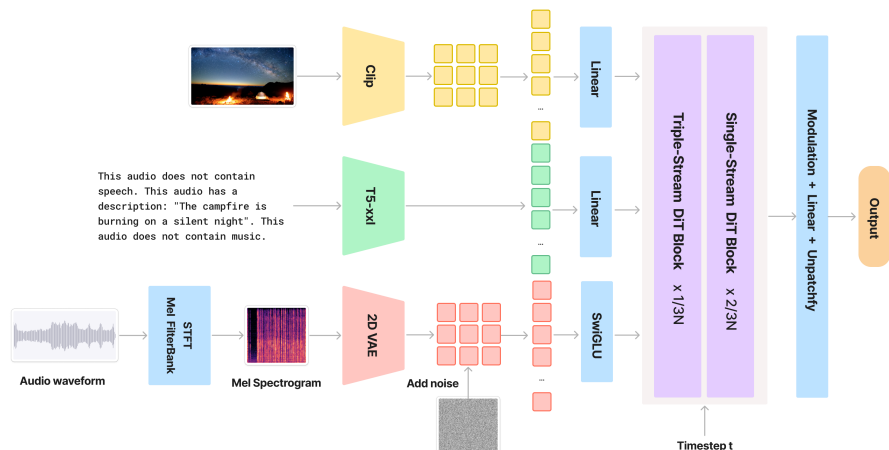 Clip
Linear
This audio does not contain
speech. This audio has a
description: "The campfire is
burning on a silent night". This
audio does not contain music.
T5-xxl
Linear
Audio waveform
STFT
Mel FilterBank
Mel Spectrogram
2D VAE
Add noise
SwiGLU
Triple-Stream DiT Block x 1/3N
Single-Stream DiT Block x 2/3N
Timestep t
Modulation + Linear + Unpatchfy
Output
...
...
...